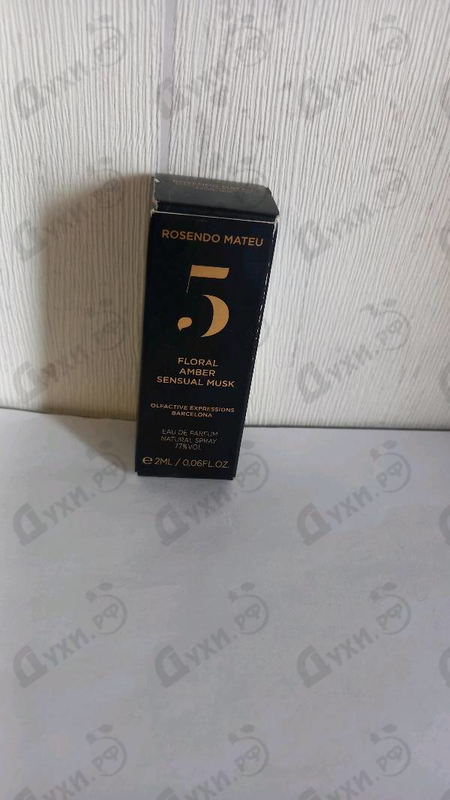 ROSENDO MATEU
5
FLORAL
AMBER
SENSUAL MUSK
OLFACTIVE EXPRESSIONS
BARCELONA
EAU DE PARFUM
NATURAL SPRAY
77%VOL.
e 2ML / 0.06FL.OZ.
Духи.РФ